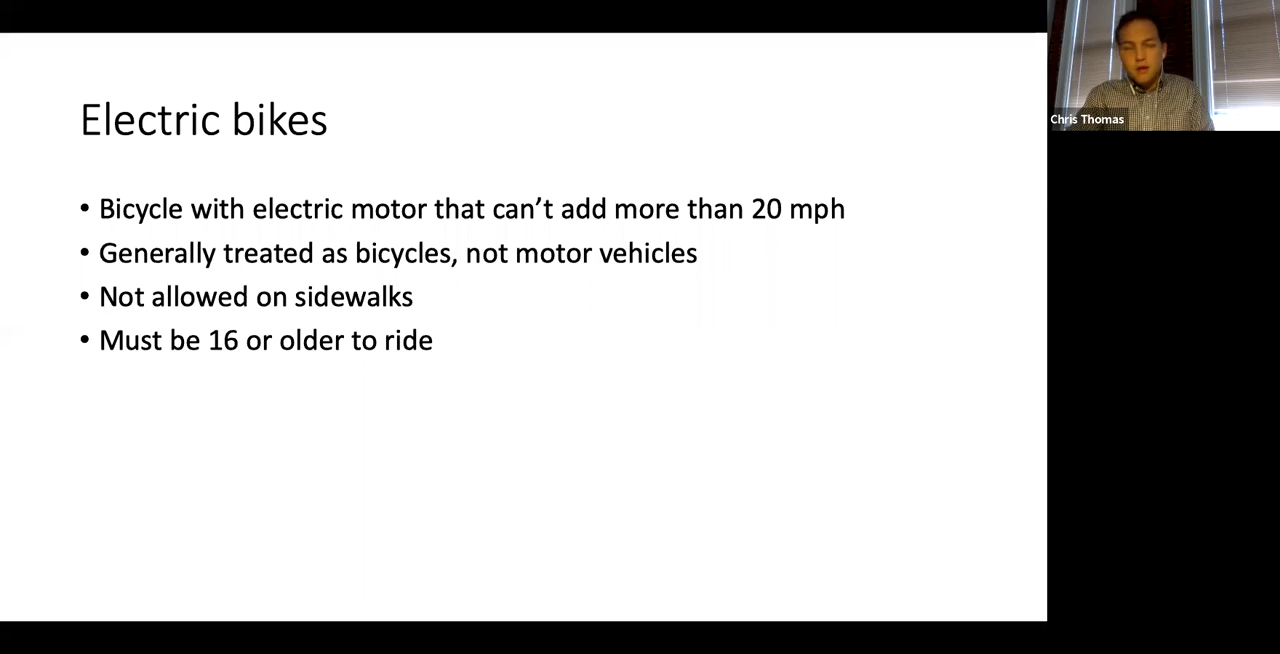 Electric bikes
• Bicycle with electric motor that can’t add more than 20 mph
• Generally treated as bicycles, not motor vehicles
• Not allowed on sidewalks
• Must be 16 or older to ride
Chris Thomas